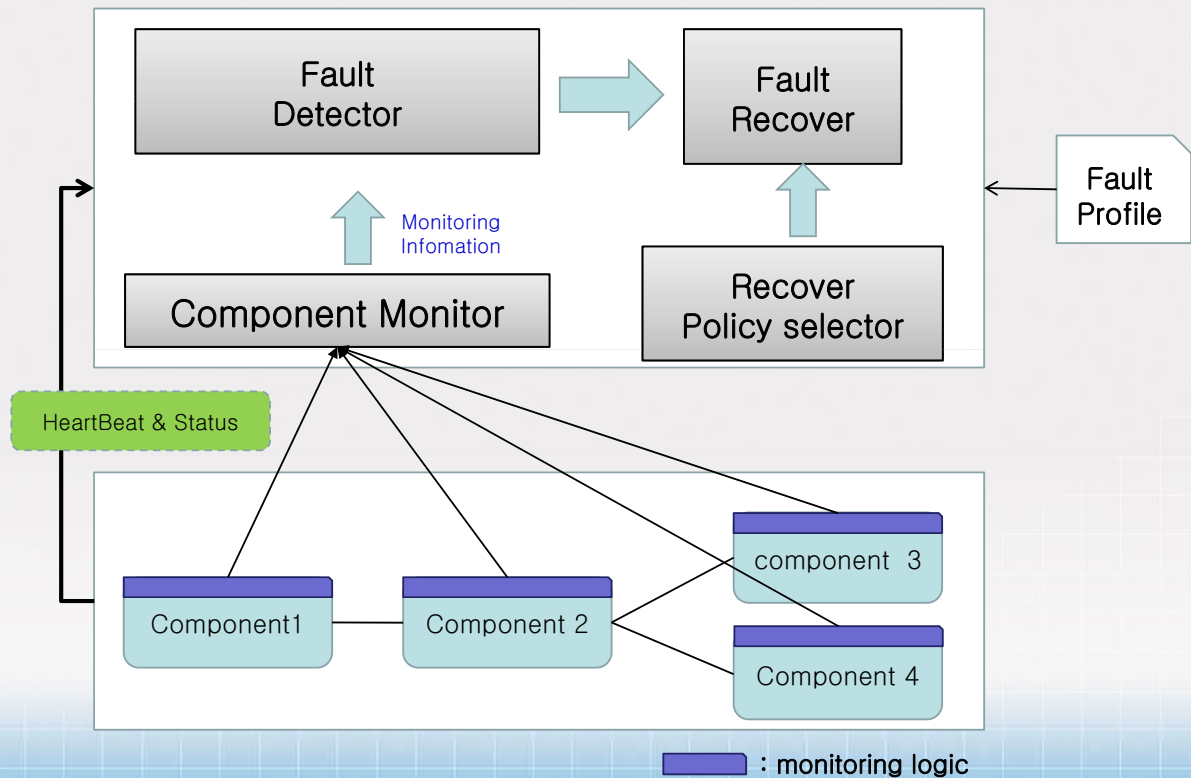 Fault
Detector
Fault
Recover
Fault
Profile
Monitoring
Infomation
Component Monitor
Recover
Policy selector
HeartBeat & Status
component 3
Component1
Component 2
Component 4
: monitoring logic